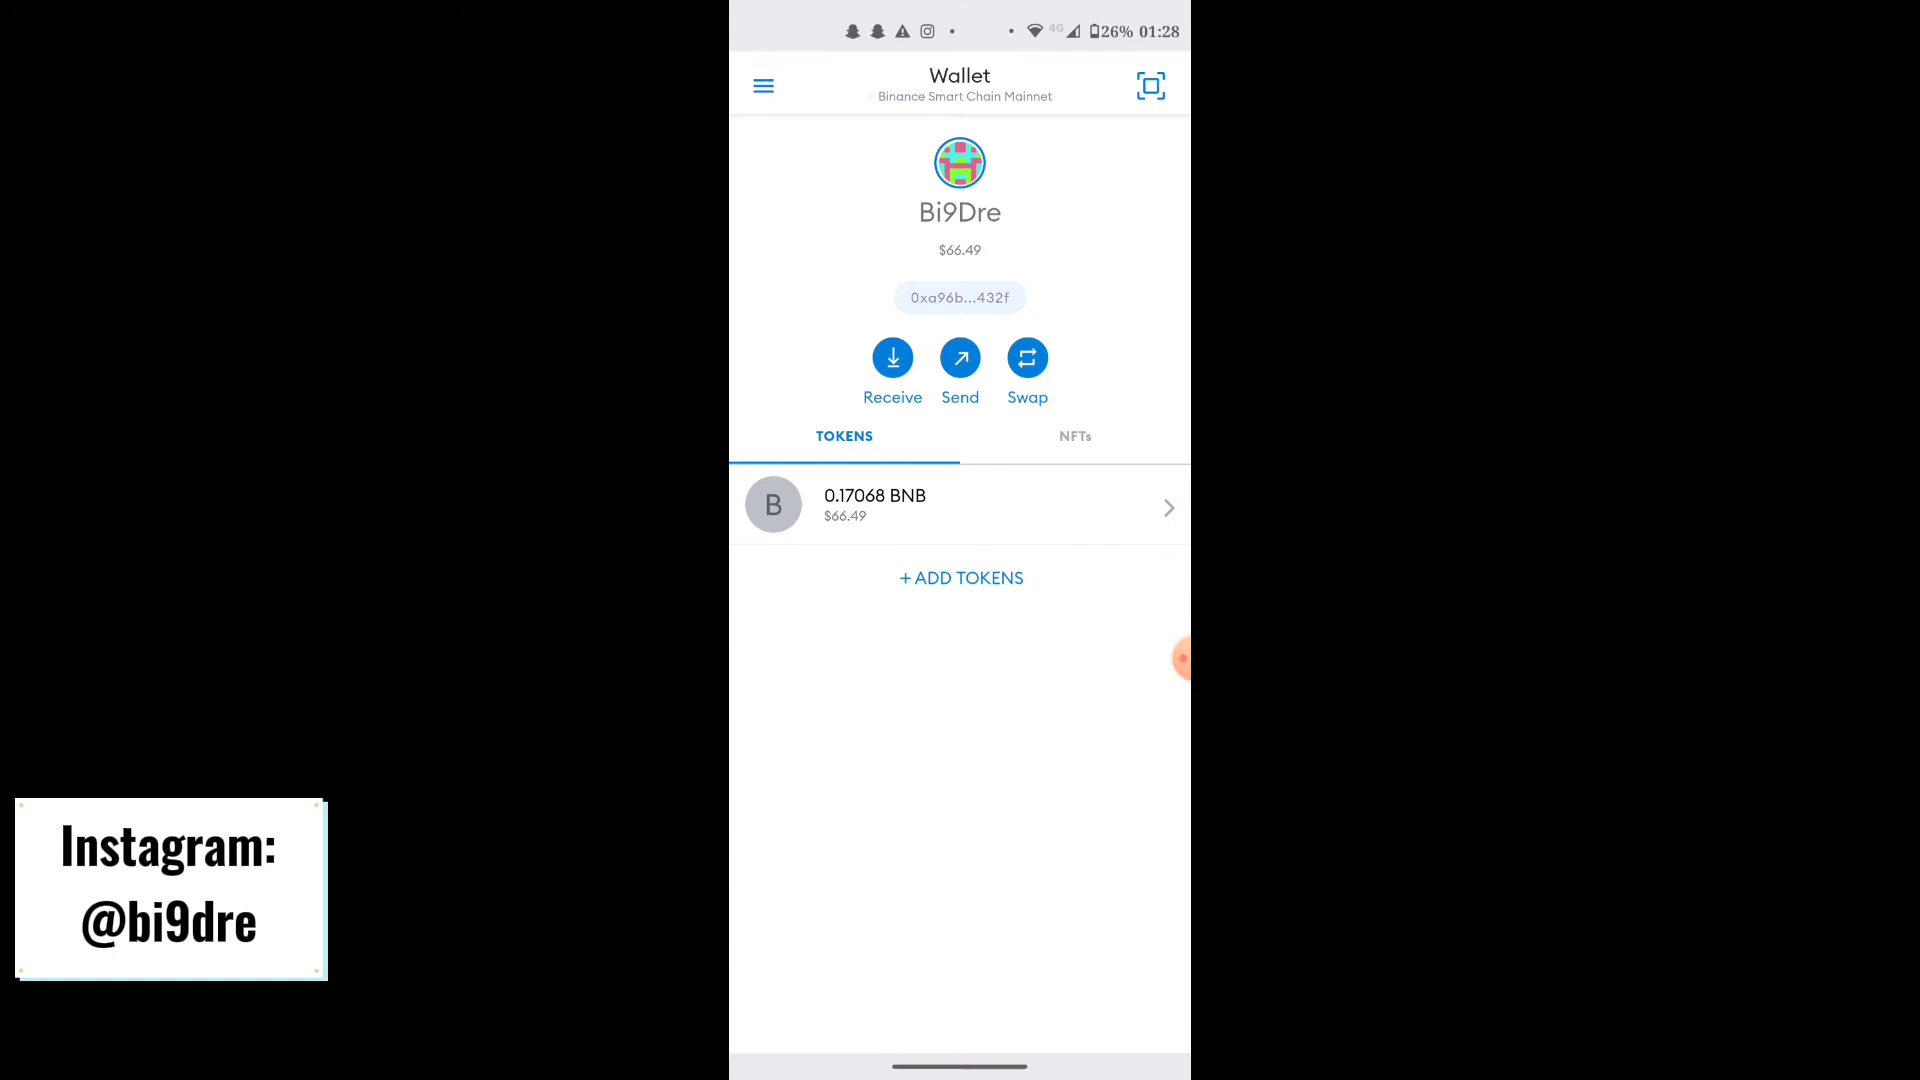 4G 26% 01:28
Wallet
Binance Smart Chain Mainnet
Bi9Dre
$66.49
0xa96b...432f
Receive Send Swap
TOKENS NFTs
B 0.17068 BNB
$66.49
+ ADD TOKENS
Instagram:
@bi9dre